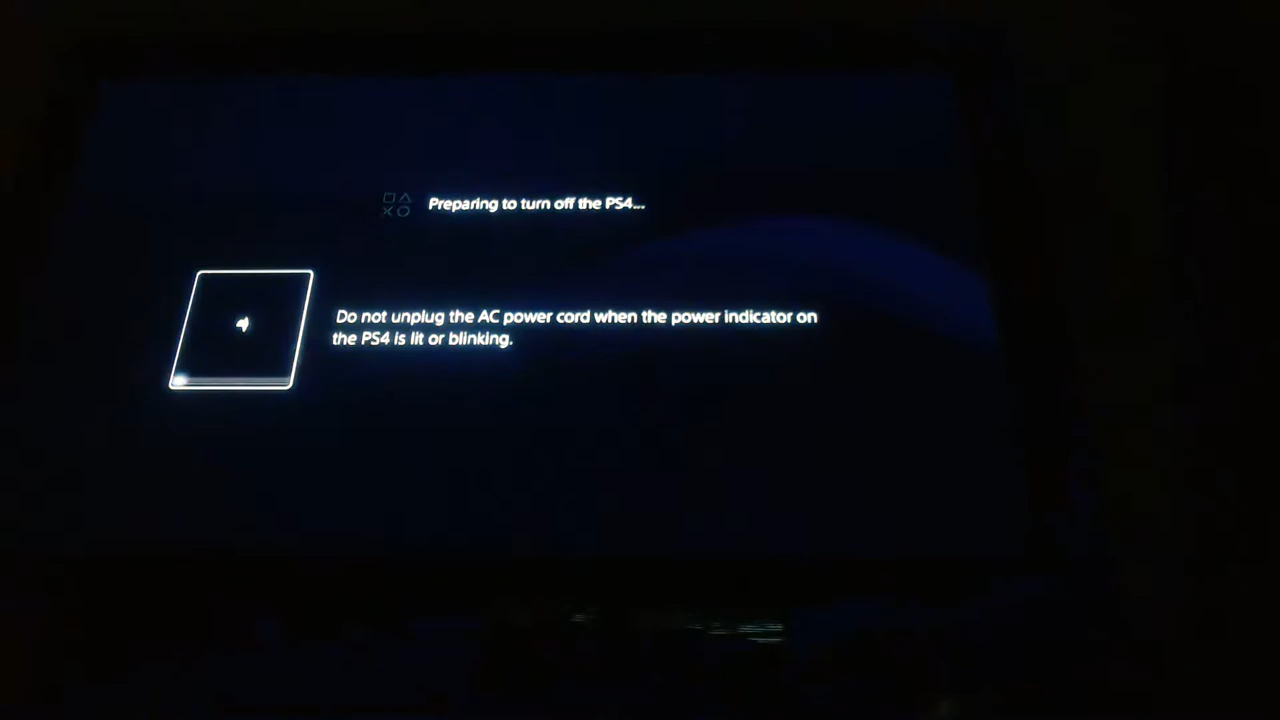 Preparing to turn off the PS4...
Do not unplug the AC power cord when the power indicator on
the PS4 is lit or blinking.